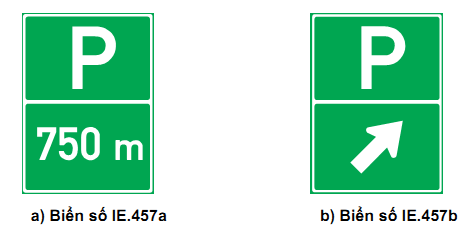 P
750 m
a) Biển số IE.457a
P
b) Biển số IE.457b